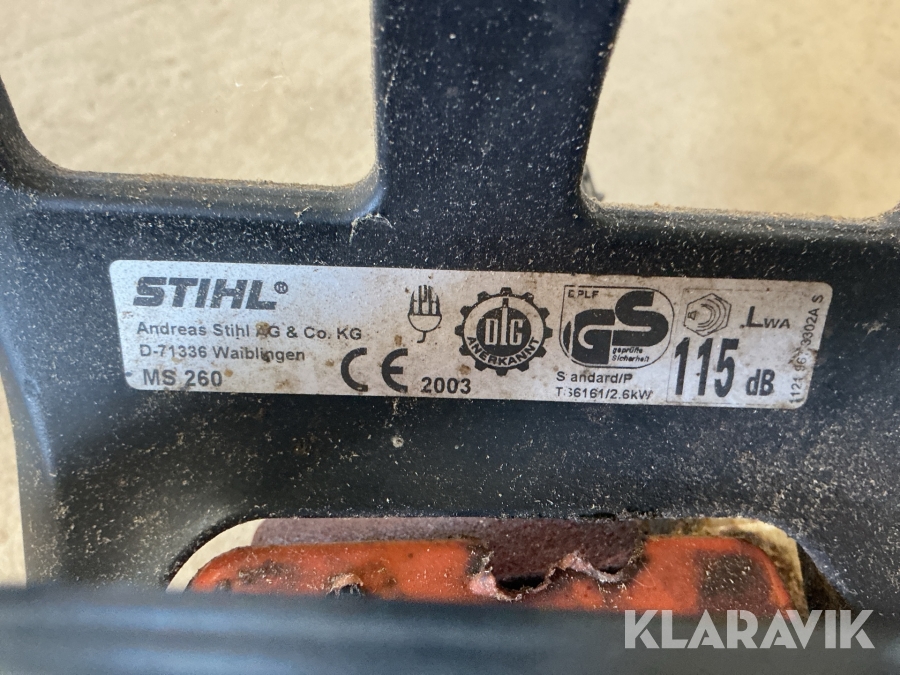 STIHL®
Andreas Stihl AG & Co. KG
D-71336 Waiblingen
MS 260
CE 2003
DLG
ANERKANNT
DPLF
GS
geprüfte
Sicherheit
Standard/P
/2.6kW
LWA
115 dB
KLARAVIK